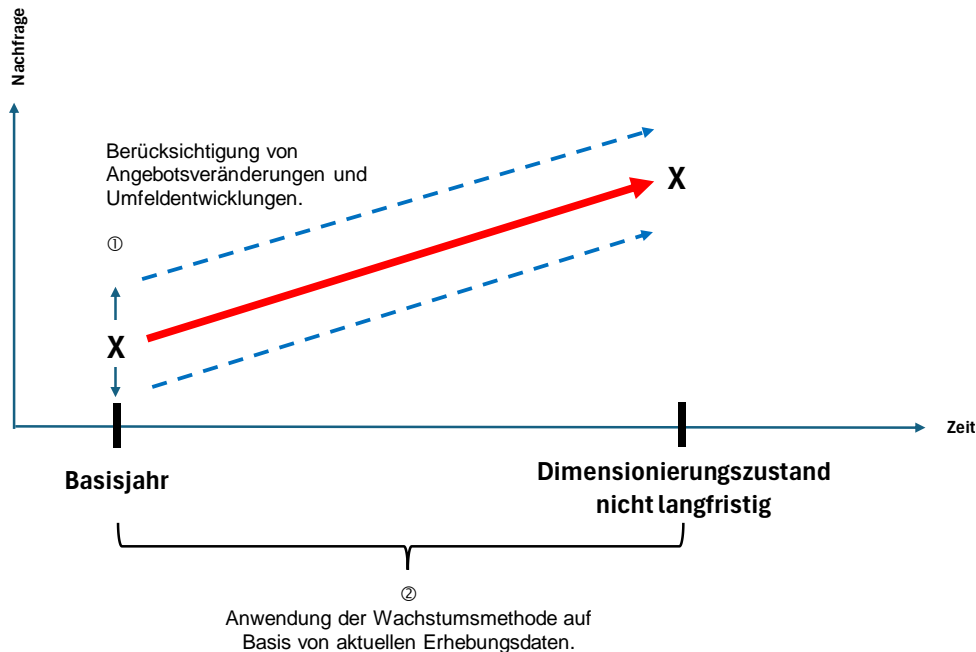 Nachfrage
Berücksichtigung von
Angebotsveränderungen und
Umfeldentwicklungen.
①
X
X
Zeit
Basisjahr
Dimensionierungszustand
nicht langfristig
②
Anwendung der Wachstumsmethode auf
Basis von aktuellen Erhebungsdaten.